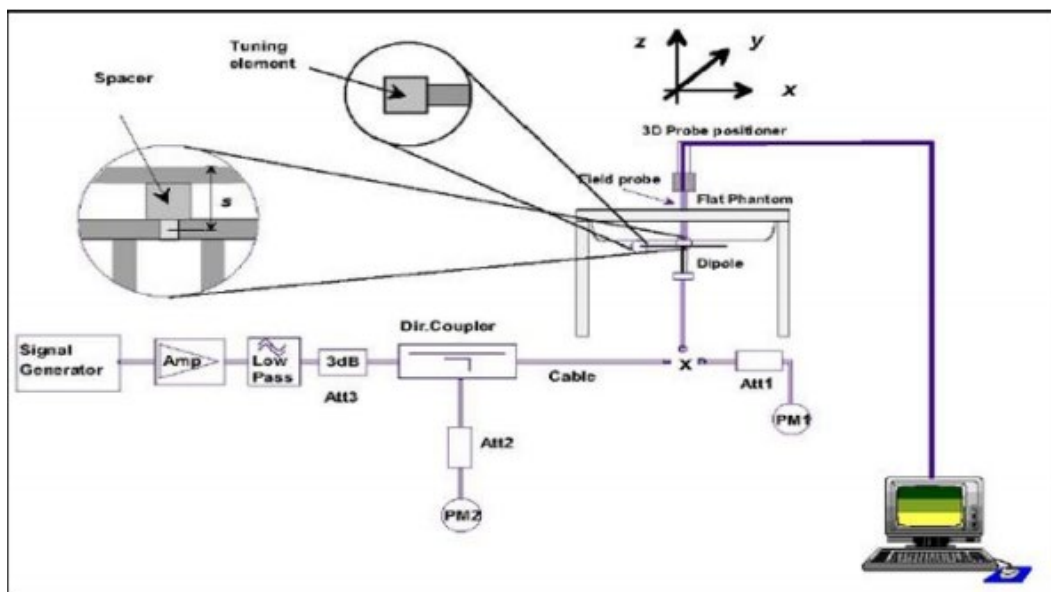 Tuning
element
Spacer
s
z
y
x
3D Probe positioner
Field probe
Flat Phantom
Dipole
Signal
Generator
Amp
Low
Pass
3dB
Att3
Dir.Coupler
Cable
X
Att1
PM1
Att2
PM2